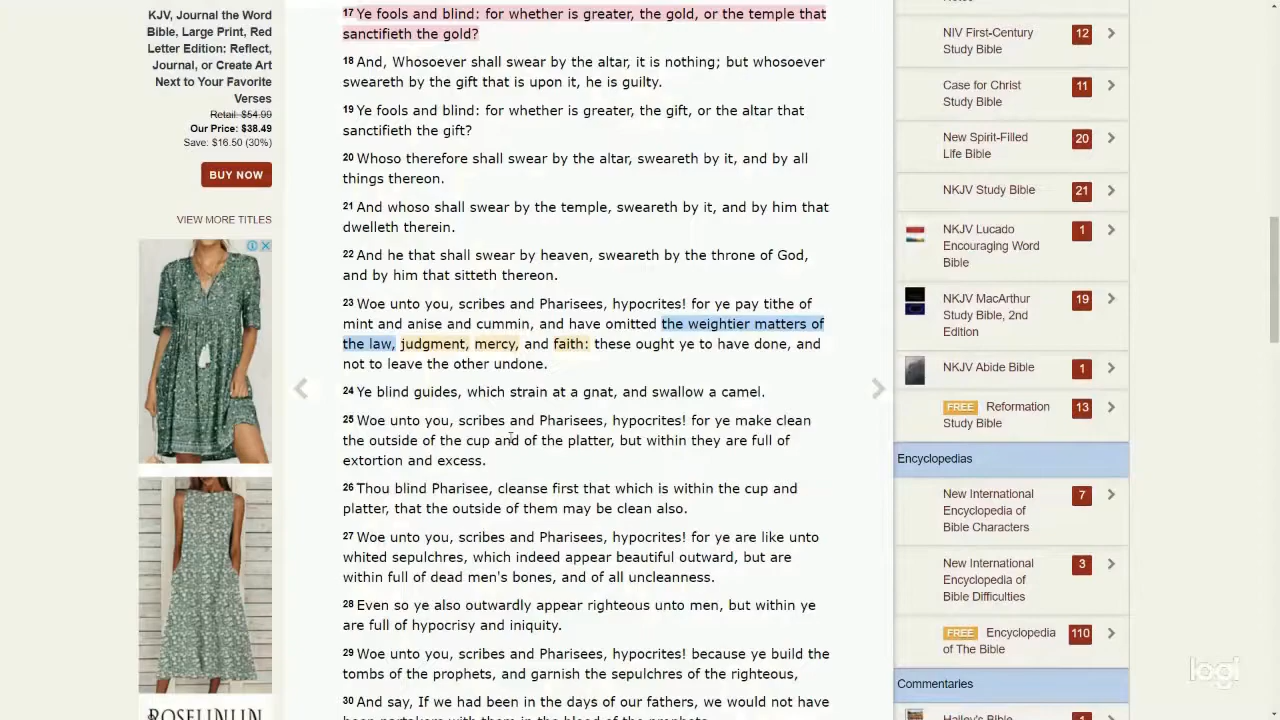 KJV, Journal the Word
Bible, Large Print, Red
Letter Edition: Reflect,
Journal, or Create Art
Next to Your Favorite
Verses
Retail: $54.99
Our Price: $38.49
Save: $16.50 (30%)
BUY NOW
VIEW MORE TITLES
17 Ye fools and blind: for whether is greater, the gold, or the temple that
sanctifieth the gold?
18 And, Whosoever shall swear by the altar, it is nothing; but whosoever
sweareth by the gift that is upon it, he is guilty.
19 Ye fools and blind: for whether is greater, the gift, or the altar that
sanctifieth the gift?
20 Whoso therefore shall swear by the altar, sweareth by it, and by all
things thereon.
21 And whoso shall swear by the temple, sweareth by it, and by him that
dwelleth therein.
22 And he that shall swear by heaven, sweareth by the throne of God,
and by him that sitteth thereon.
23 Woe unto you, scribes and Pharisees, hypocrites! for ye pay tithe of
mint and anise and cummin, and have omitted the weightier matters of
the law, judgment, mercy, and faith: these ought ye to have done, and
not to leave the other undone.
24 Ye blind guides, which strain at a gnat, and swallow a camel.
25 Woe unto you, scribes and Pharisees, hypocrites! for ye make clean
the outside of the cup and of the platter, but within they are full of
extortion and excess.
26 Thou blind Pharisee, cleanse first that which is within the cup and
platter, that the outside of them may be clean also.
27 Woe unto you, scribes and Pharisees, hypocrites! for ye are like unto
whited sepulchres, which indeed appear beautiful outward, but are
within full of dead men's bones, and of all uncleanness.
28 Even so ye also outwardly appear righteous unto men, but within ye
are full of hypocrisy and iniquity.
29 Woe unto you, scribes and Pharisees, hypocrites! because ye build the
tombs of the prophets, and garnish the sepulchres of the righteous,
30 And say, If we had been in the days of our fathers, we would not have
been partakers with them in the blood of the prophets.
ROSELINLIN
NIV First-Century
Study Bible
12
Case for Christ
Study Bible
11
New Spirit-Filled
Life Bible
20
NKJV Study Bible
21
NKJV Lucado
Encouraging Word
Bible
1
NKJV MacArthur
Study Bible, 2nd
Edition
19
NKJV Abide Bible
1
FREE Reformation
Study Bible
13
Encyclopedias
New International
Encyclopedia of
Bible Characters
7
New International
Encyclopedia of
Bible Difficulties
3
FREE Encyclopedia
of The Bible
110
Commentaries
Halley's Bible
1
logi